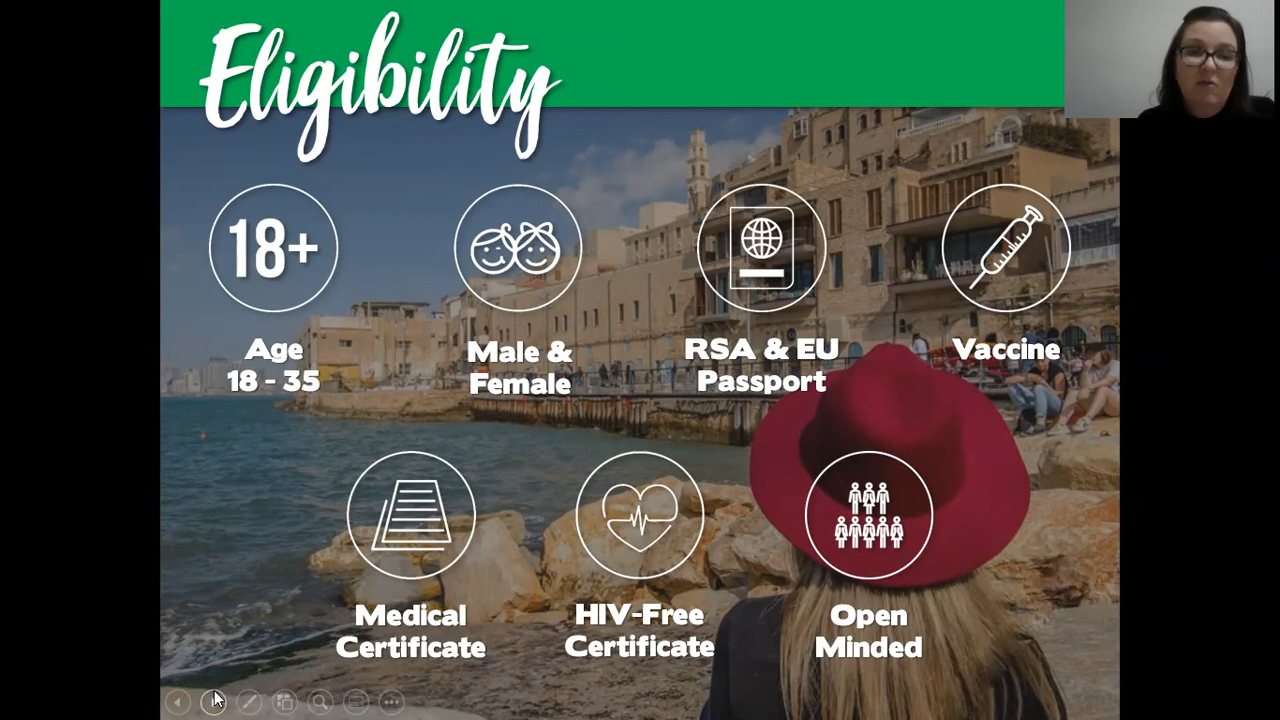 Eligibility
18+
Age
18 - 35
Male &
Female
RSA & EU
Passport
Vaccine
Medical
Certificate
HIV-Free
Certificate
Open
Minded